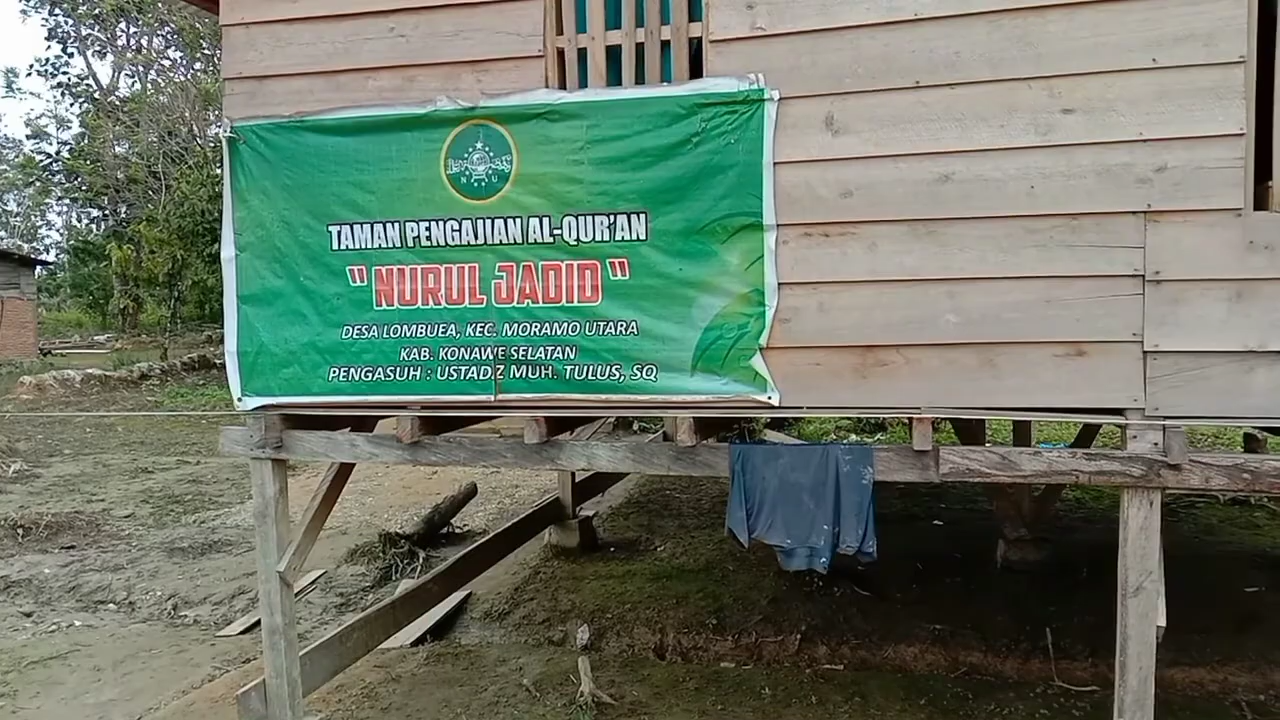 N U
TAMAN PENGAJIAN AL-QUR'AN
" NURUL JADID "
DESA LOMBUEA, KEC. MORAMO UTARA
KAB. KONAWE SELATAN
PENGASUH : USTADZ MUH. TULUS, SQ